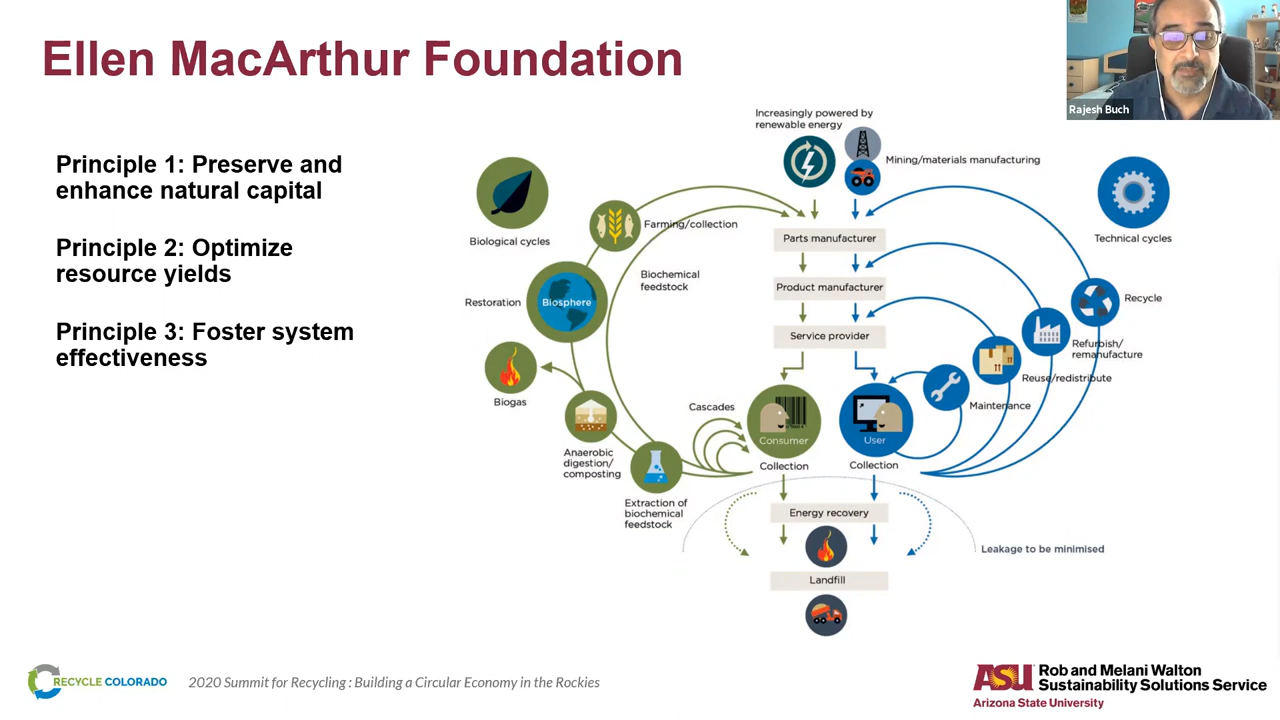 Ellen MacArthur Foundation
Rajesh Buch
Principle 1: Preserve and
enhance natural capital
Principle 2: Optimize
resource yields
Principle 3: Foster system
effectiveness
Increasingly powered by
renewable energy
Mining/materials manufacturing
Biological cycles
Technical cycles
Farming/collection
Parts manufacturer
Biochemical
feedstock
Product manufacturer
Restoration
Biosphere
Recycle
Service provider
Refurbish/
remanufacture
Reuse/redistribute
Biogas
Maintenance
Cascades
Consumer
User
Anaerobic
digestion/
composting
Collection
Collection
Extraction of
biochemical
feedstock
Energy recovery
Leakage to be minimised
Landfill
RECYCLE COLORADO
2020 Summit for Recycling : Building a Circular Economy in the Rockies
ASU Rob and Melani Walton
Sustainability Solutions Service
Arizona State University